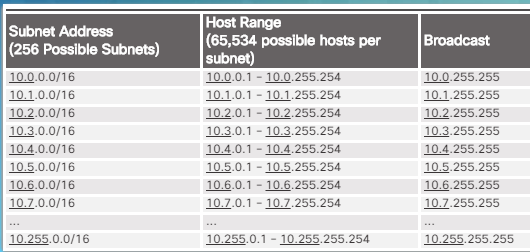 Subnet Address
(256 Possible Subnets)
Host Range
(65,534 possible hosts per
subnet)
Broadcast
10.0.0.0/16 10.0.0.1 – 10.0.255.254 10.0.255.255
10.1.0.0/16 10.1.0.1 – 10.1.255.254 10.1.255.255
10.2.0.0/16 10.2.0.1 – 10.2.255.254 10.2.255.255
10.3.0.0/16 10.3.0.1 – 10.3.255.254 10.3.255.255
10.4.0.0/16 10.4.0.1 – 10.4.255.254 10.4.255.255
10.5.0.0/16 10.5.0.1 – 10.5.255.254 10.5.255.255
10.6.0.0/16 10.6.0.1 – 10.6.255.254 10.6.255.255
10.7.0.0/16 10.7.0.1 – 10.7.255.254 10.7.255.255
... ... ...
10.255.0.0/16 10.255.0.1 – 10.255.255.254 10.255.255.255